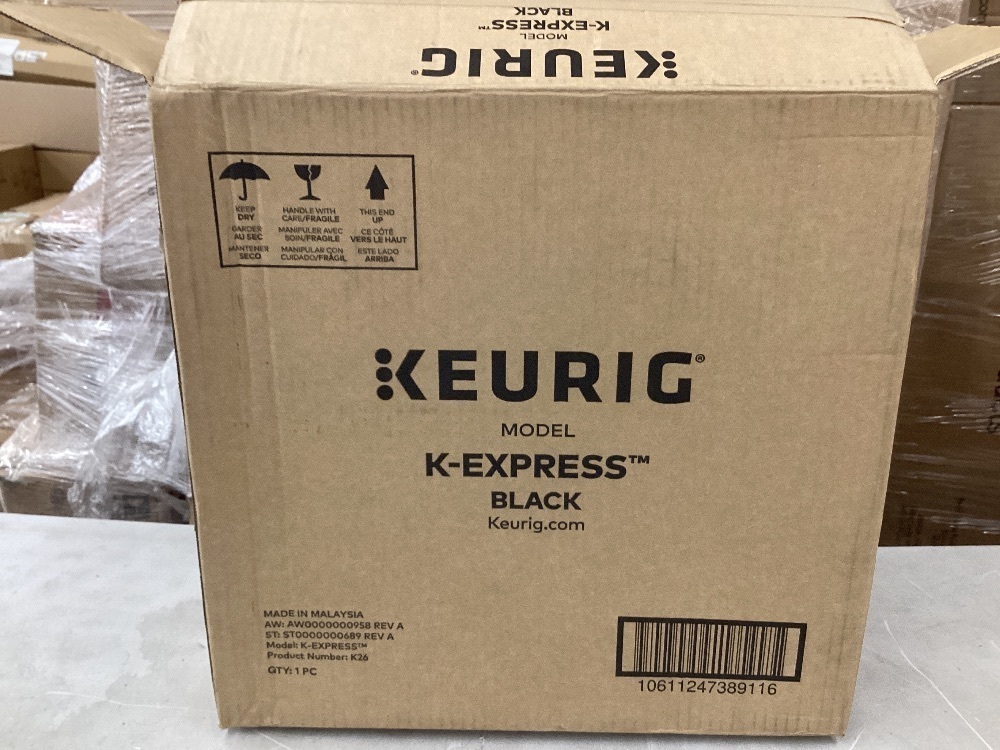 BLACK
K-EXPRESS™
MODEL
KEURIG®
KEEP DRY
GARDER AU SEC
MANTENER SECO
HANDLE WITH CARE/FRAGILE
MANIPULER AVEC SOIN/FRAGILE
MANIPULAR CON CUIDADO/FRÁGIL
THIS END UP
CE CÔTÉ VERS LE HAUT
ESTE LADO ARRIBA
KEURIG®
MODEL
K-EXPRESS™
BLACK
Keurig.com
MADE IN MALAYSIA
AW: AW0000000958 REV A
ST: ST0000000689 REV A
Model: K-EXPRESS™
Product Number: K26
QTY: 1 PC
10611247389116